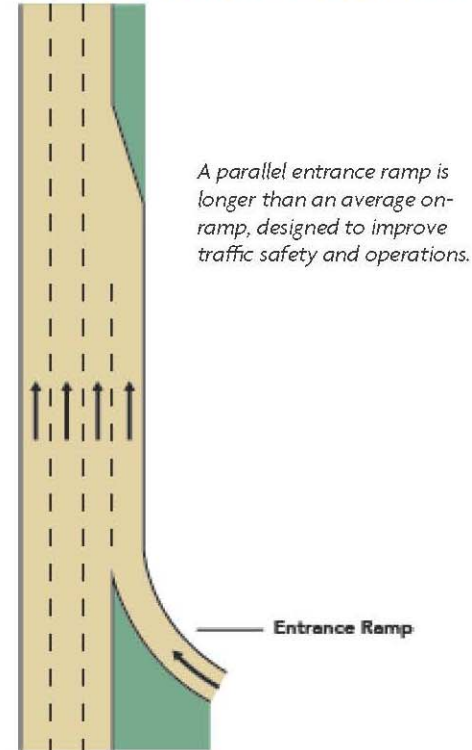 A parallel entrance ramp is
longer than an average on-
ramp, designed to improve
traffic safety and operations.
Entrance Ramp